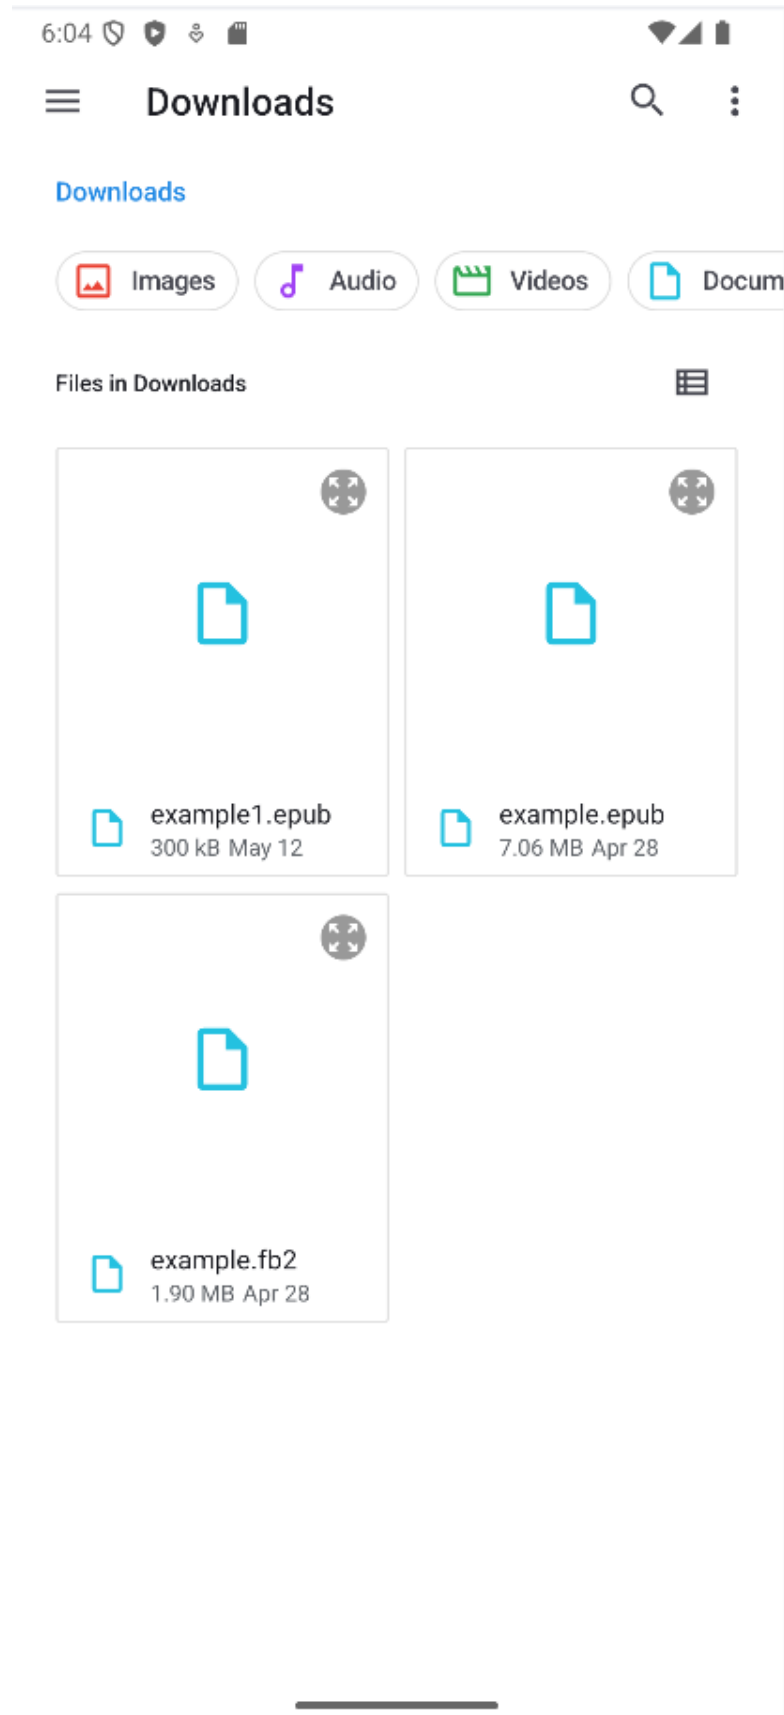 6:04
Downloads
Downloads
Images Audio Videos Docum
Files in Downloads
example1.epub
300 kB May 12
example.epub
7.06 MB Apr 28
example.fb2
1.90 MB Apr 28